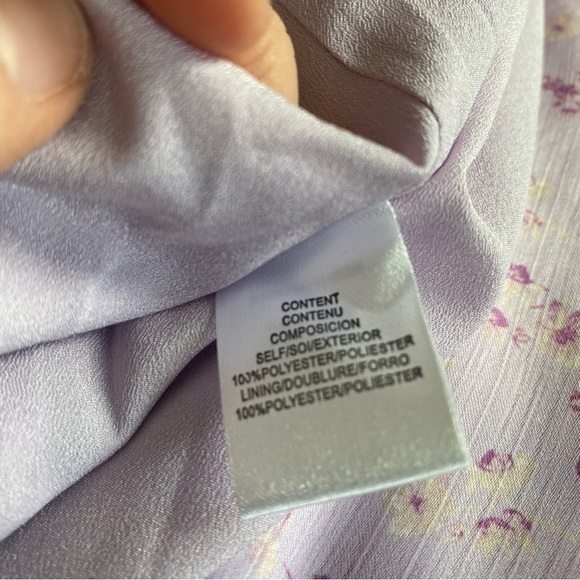 CONTENT
CONTENU
COMPOSICION
SELF/SOI/EXTERIOR
100%POLYESTER/POLIESTER
LINING/DOUBLURE/FORRO
100%POLYESTER/POLIESTER